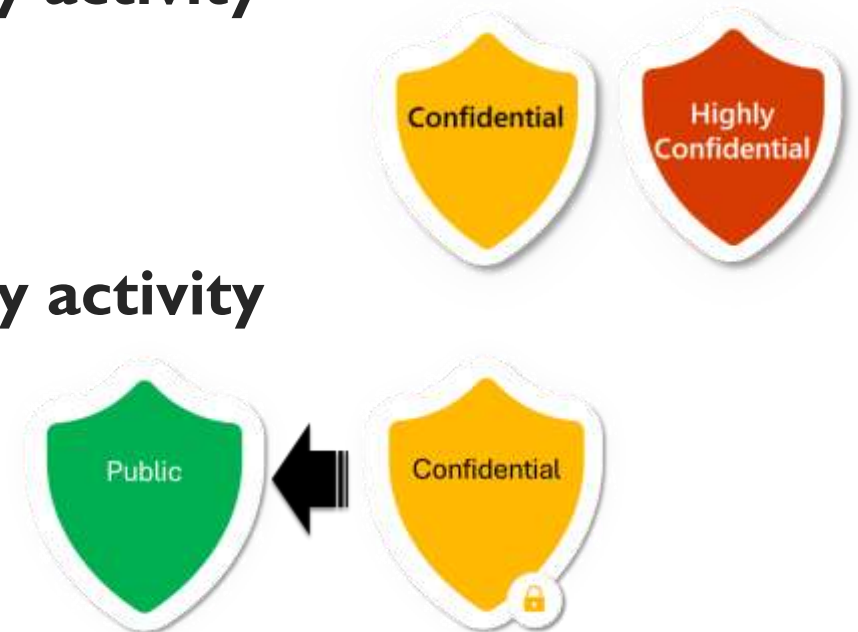 y activity
Confidential
Highly
Confidential
y activity
Public
Confidential